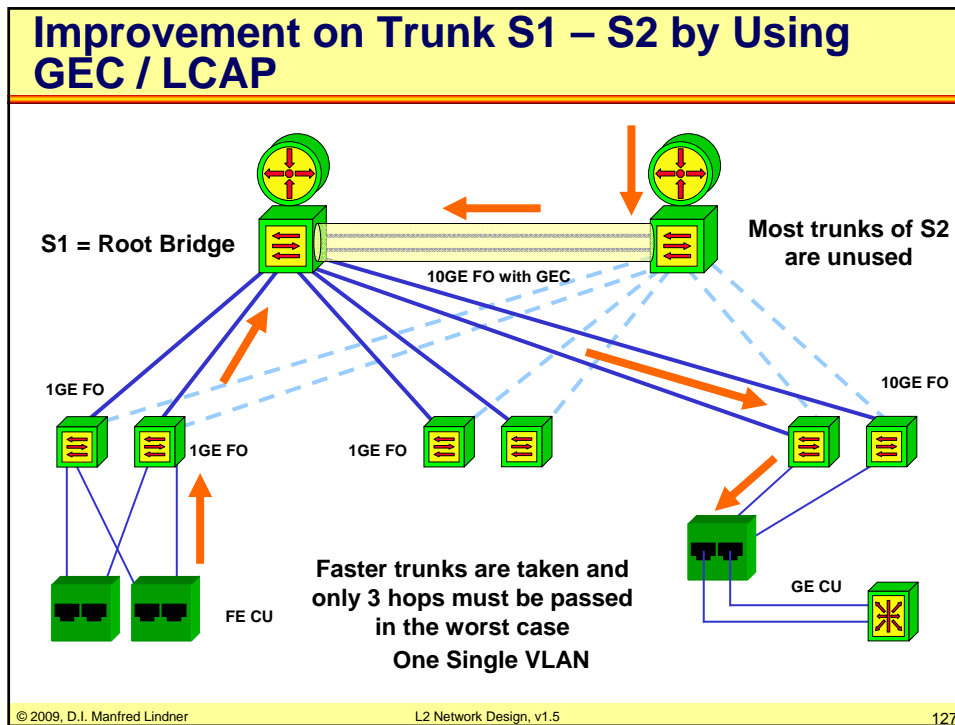 Improvement on Trunk S1 – S2 by Using
GEC / LCAP
S1 = Root Bridge
Most trunks of S2
are unused
10GE FO with GEC
1GE FO
10GE FO
1GE FO
1GE FO
Faster trunks are taken and
only 3 hops must be passed
in the worst case
One Single VLAN
FE CU
GE CU
© 2009, D.I. Manfred Lindner
L2 Network Design, v1.5
127